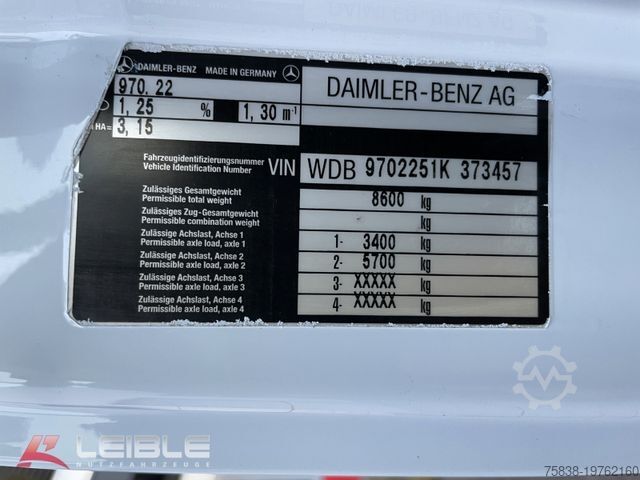 DAIMLER-BENZ MADE IN GERMANY
DAIMLER-BENZ AG
970.22
1,25 % 1,30 m-1
HA= 3,15
Fahrzeugidentifizierungsnummer
Vehicle Identification Number
VIN WDB 9702251K 373457
Zulässiges Gesamtgewicht
Permissible total weight
8600 kg
Zulässiges Zug-Gesamtgewicht
Permissible combination weight
kg
Zulässige Achslast, Achse 1
Permissible axle load, axle 1
1- 3400 kg
Zulässige Achslast, Achse 2
Permissible axle load, axle 2
2- 5700 kg
Zulässige Achslast, Achse 3
Permissible axle load, axle 3
3- XXXXX kg
Zulässige Achslast, Achse 4
Permissible axle load, axle 4
4- XXXXX kg
LEIBLE
NUTZFAHRZEUGE
75838-19762160